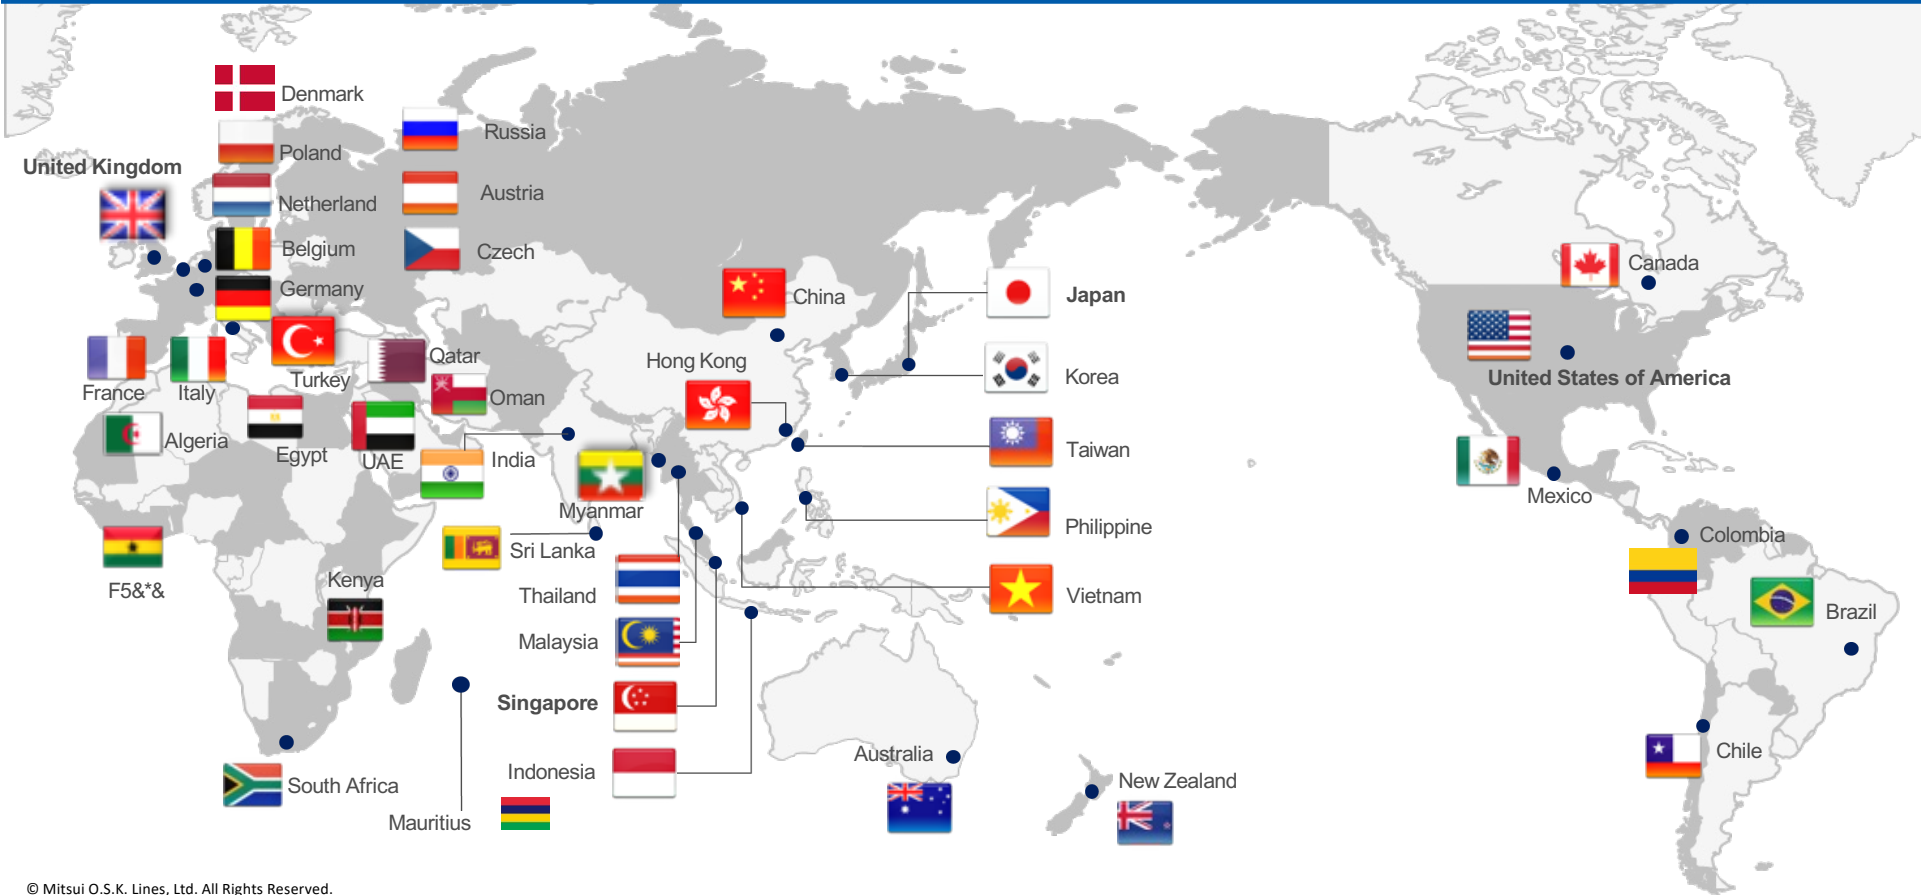 Denmark
Russia
Poland
United Kingdom
Austria
Netherland
Belgium
Czech
Germany
Canada
China
Japan
Qatar
Hong Kong
Turkey
Korea
United States of America
France
Italy
Oman
Algeria
Egypt
UAE
India
Taiwan
Mexico
Myanmar
Philippine
Colombia
Sri Lanka
F5&*&
Kenya
Thailand
Vietnam
Brazil
Malaysia
Singapore
Australia
Chile
Indonesia
South Africa
New Zealand
Mauritius
© Mitsui O.S.K. Lines, Ltd. All Rights Reserved.